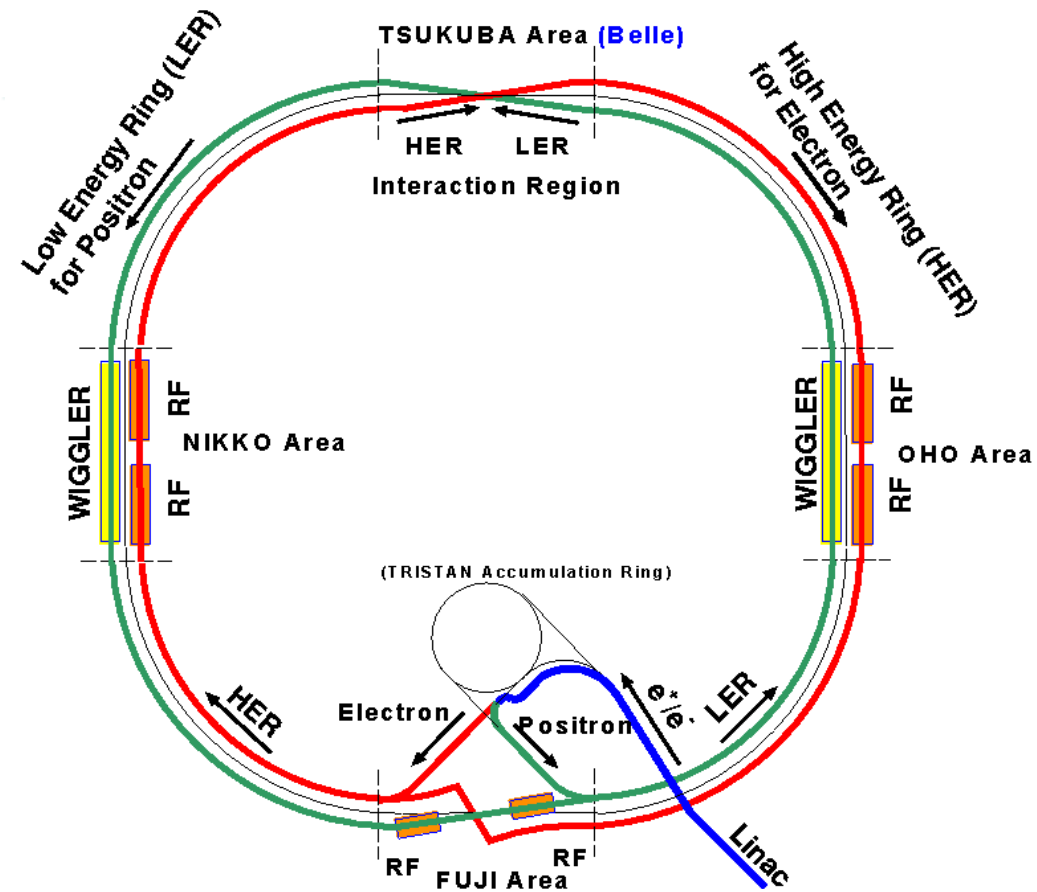 TSUKUBA Area (Belle)
Low Energy Ring (LER)
for Positron
High Energy Ring (HER)
for Electron
HER
LER
Interaction Region
WIGGLER
RF
RF
NIKKO Area
WIGGLER
RF
RF
OHO Area
(TRISTAN Accumulation Ring)
HER
Electron
Positron
e⁺/e⁻
LER
Linac
RF
RF
FUJI Area